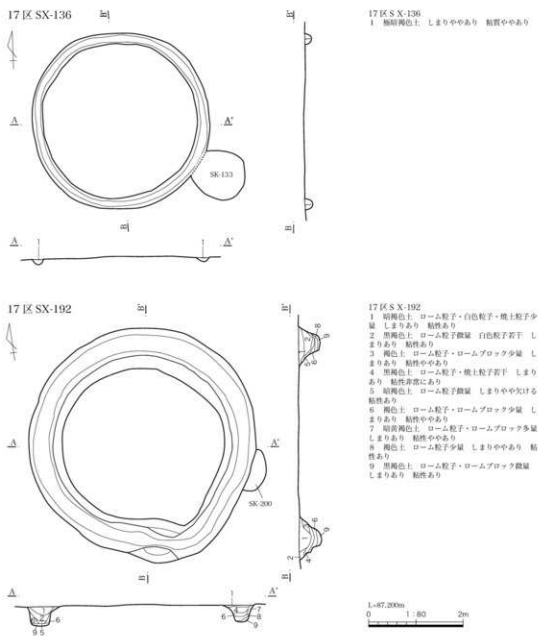 17区 SX-136
B B'
A A'
SK-133
B
A A'
1 1
B
17区 SX-136
1 極暗褐色土 しまりややあり 粘質ややあり
17区 SX-192
B' B'
A A'
SK-200
B
B
A A'
17区 SX-192
1 暗褐色土 ローム粒子・白色粒子・焼土粒子少
量 しまりあり 粘性あり
2 黒褐色土 ローム粒子微量 白色粒子若干 し
まりあり 粘性あり
3 褐色土 ローム粒子・ロームブロック少量 し
まりあり 粘性ややあり
4 黒褐色土 ローム粒子・焼土粒子若干 しまり
あり 粘性非常にあり
5 暗褐色土 ローム粒子微量 しまりやや欠ける
粘性あり
6 褐色土 ローム粒子・ロームブロック少量 し
まりあり 粘性ややあり
7 暗黄褐色土 ローム粒子・ロームブロック多量
しまりあり 粘性ややあり
8 褐色土 ローム粒子少量 しまりややあり 粘
性あり
9 黒褐色土 ローム粒子・ロームブロック微量
しまりあり 粘性あり
L=87.200m
0 1:80 2m